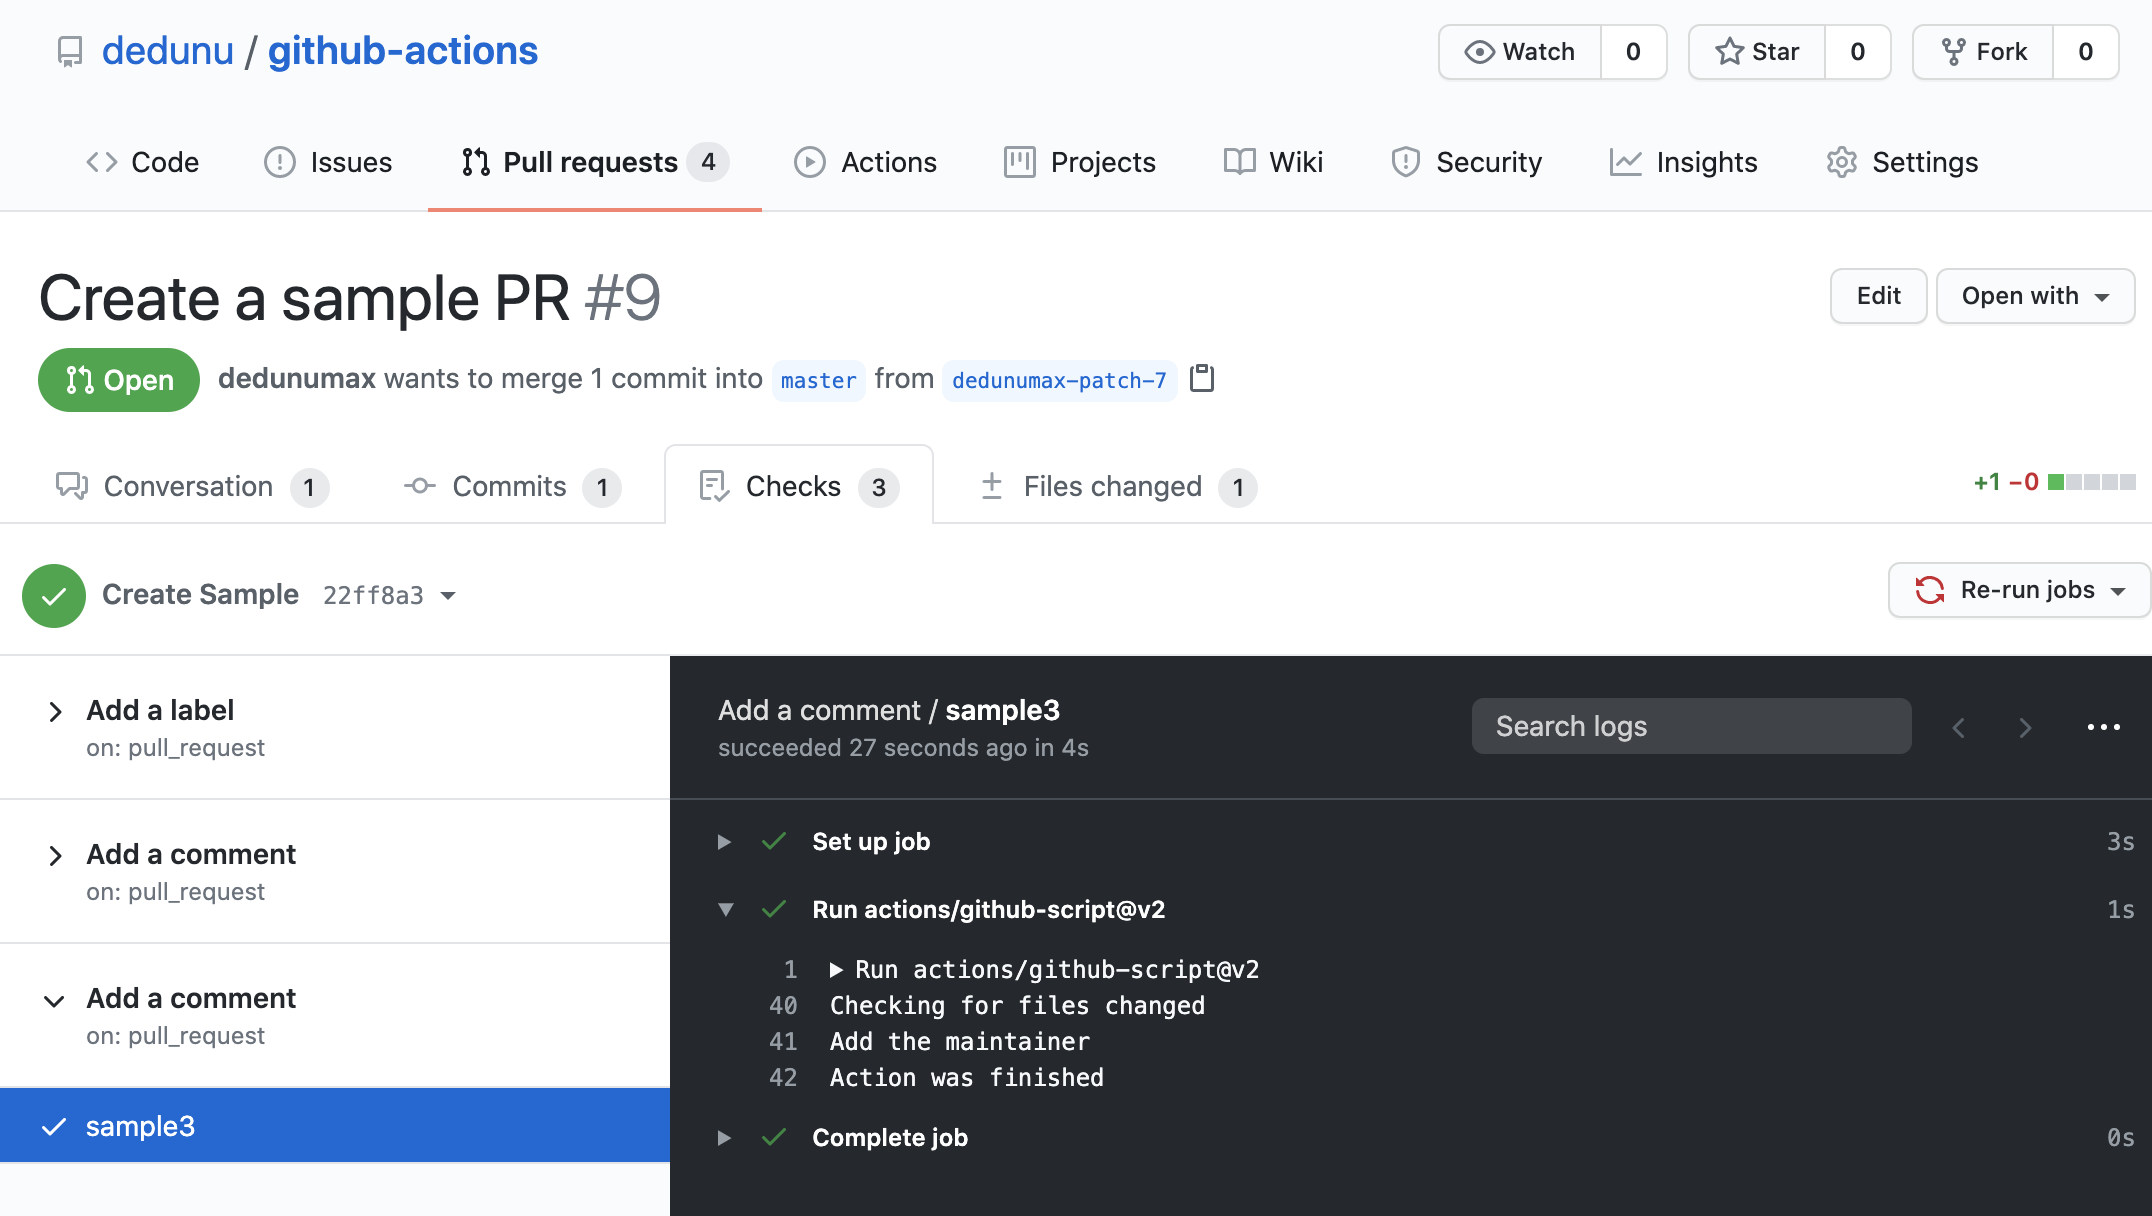 dedunu / github-actions
Watch 0 Star 0 Fork 0
Code Issues Pull requests 4 Actions Projects Wiki Security Insights Settings
Create a sample PR #9
Edit Open with
Open dedunumax wants to merge 1 commit into master from dedunumax-patch-7
Conversation 1 Commits 1 Checks 3 Files changed 1 +1 −0
Create Sample 22ff8a3
Re-run jobs
Add a label
on: pull_request
Add a comment
on: pull_request
Add a comment
on: pull_request
sample3
Add a comment / sample3
succeeded 27 seconds ago in 4s
Search logs
Set up job 3s
Run actions/github-script@v2 1s
1 Run actions/github-script@v2
40 Checking for files changed
41 Add the maintainer
42 Action was finished
Complete job 0s